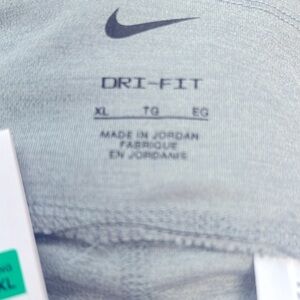 DRI-FIT
XL TG EG
MADE IN JORDAN
FABRIQUE
EN JORDANIE
XL